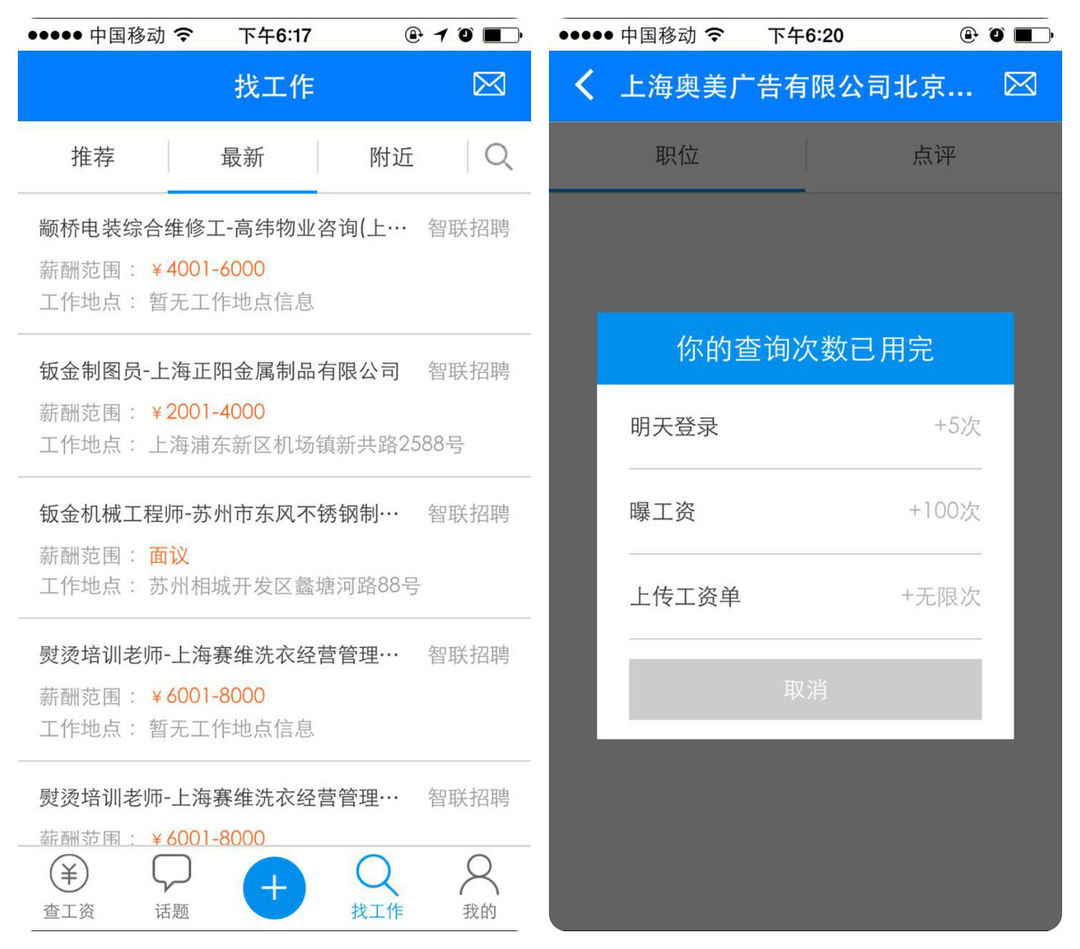 中国移动 下午6:17
找工作
推荐 最新 附近
颛桥电装综合维修工-高纬物业咨询(上… 智联招聘
薪酬范围： ￥4001-6000
工作地点： 暂无工作地点信息
钣金制图员-上海正阳金属制品有限公司 智联招聘
薪酬范围： ￥2001-4000
工作地点： 上海浦东新区机场镇新共路2588号
钣金机械工程师-苏州市东风不锈钢制… 智联招聘
薪酬范围： 面议
工作地点： 苏州相城开发区蠡塘河路88号
熨烫培训老师-上海赛维洗衣经营管理… 智联招聘
薪酬范围： ￥6001-8000
工作地点： 暂无工作地点信息
熨烫培训老师-上海赛维洗衣经营管理… 智联招聘
薪酬范围： ￥6001-8000
查工资 话题 找工作 我的
中国移动 下午6:20
上海奥美广告有限公司北京...
职位 点评
你的查询次数已用完
明天登录 +5次
曝工资 +100次
上传工资单 +无限次
取消